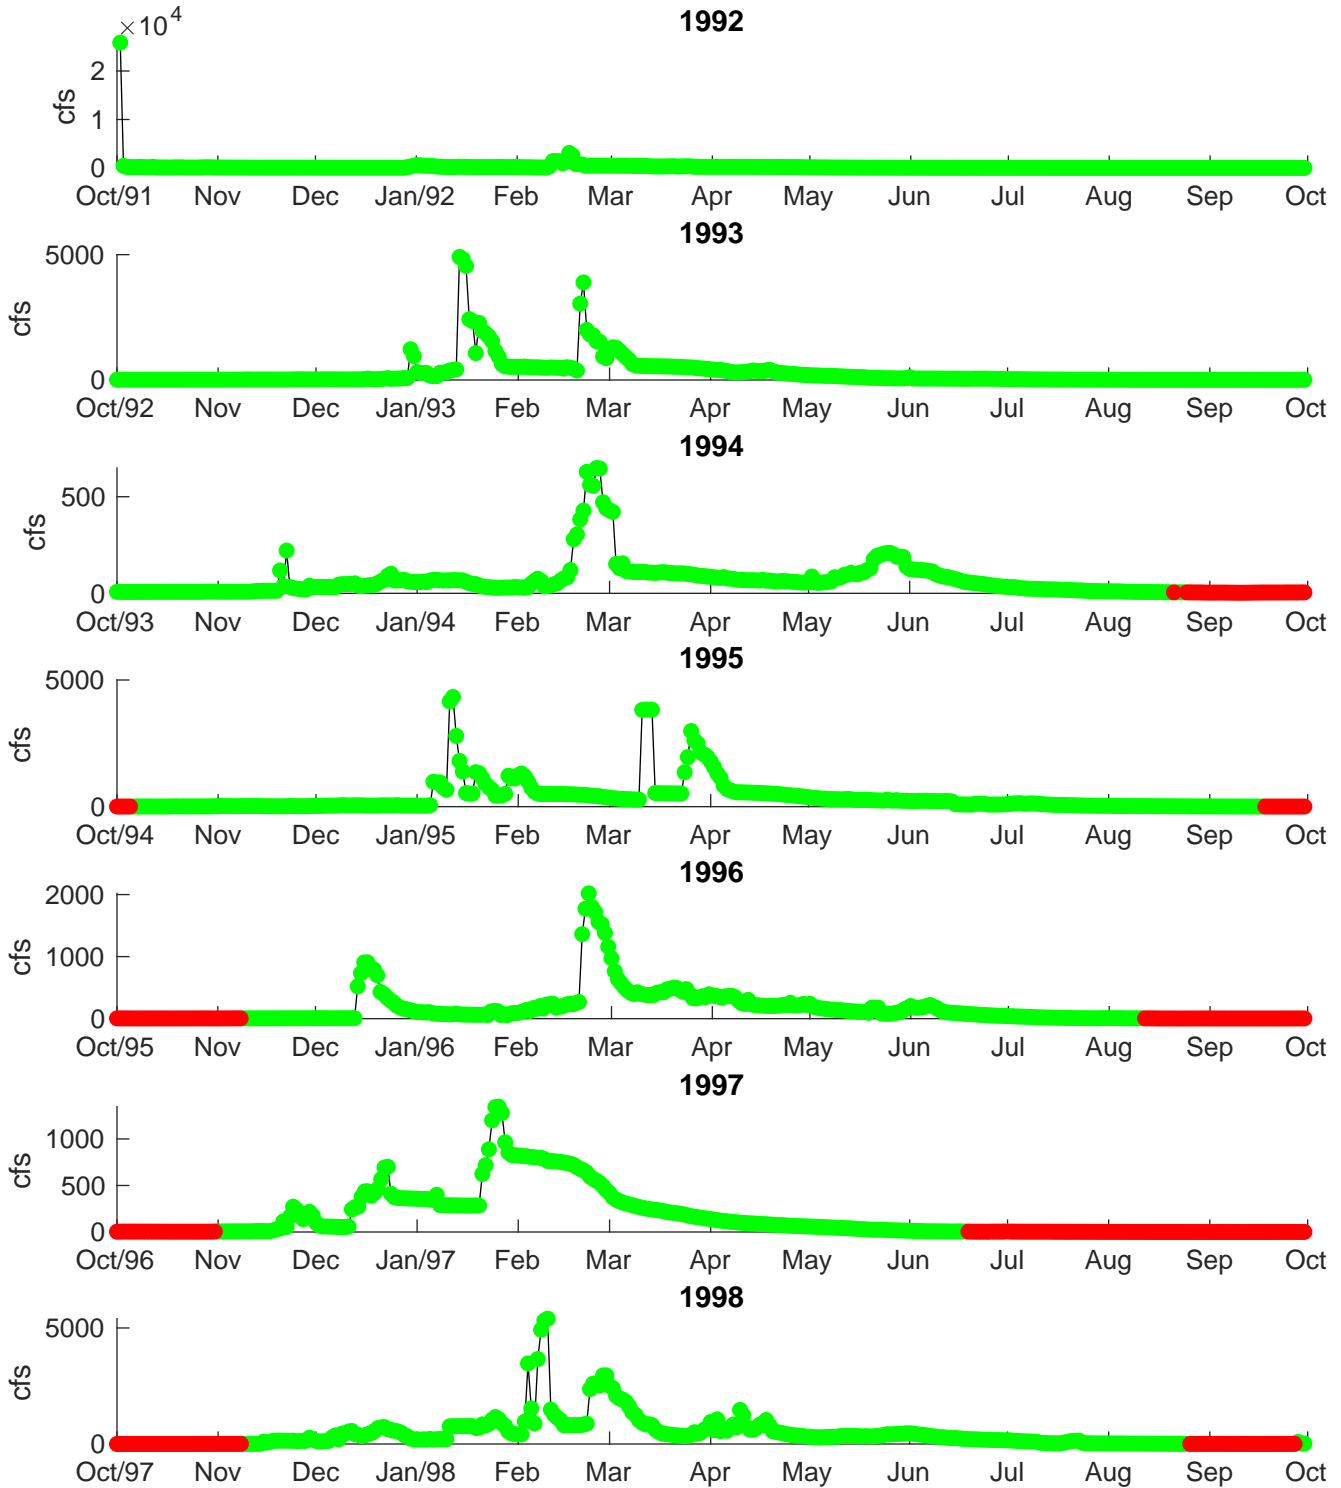 ×10⁴
1992
2
1
0
cfs
Oct/91 Nov Dec Jan/92 Feb Mar Apr May Jun Jul Aug Sep Oct
1993
5000
0
cfs
Oct/92 Nov Dec Jan/93 Feb Mar Apr May Jun Jul Aug Sep Oct
1994
500
0
cfs
Oct/93 Nov Dec Jan/94 Feb Mar Apr May Jun Jul Aug Sep Oct
1995
5000
0
cfs
Oct/94 Nov Dec Jan/95 Feb Mar Apr May Jun Jul Aug Sep Oct
1996
2000
1000
0
cfs
Oct/95 Nov Dec Jan/96 Feb Mar Apr May Jun Jul Aug Sep Oct
1997
1000
500
0
cfs
Oct/96 Nov Dec Jan/97 Feb Mar Apr May Jun Jul Aug Sep Oct
1998
5000
0
cfs
Oct/97 Nov Dec Jan/98 Feb Mar Apr May Jun Jul Aug Sep Oct